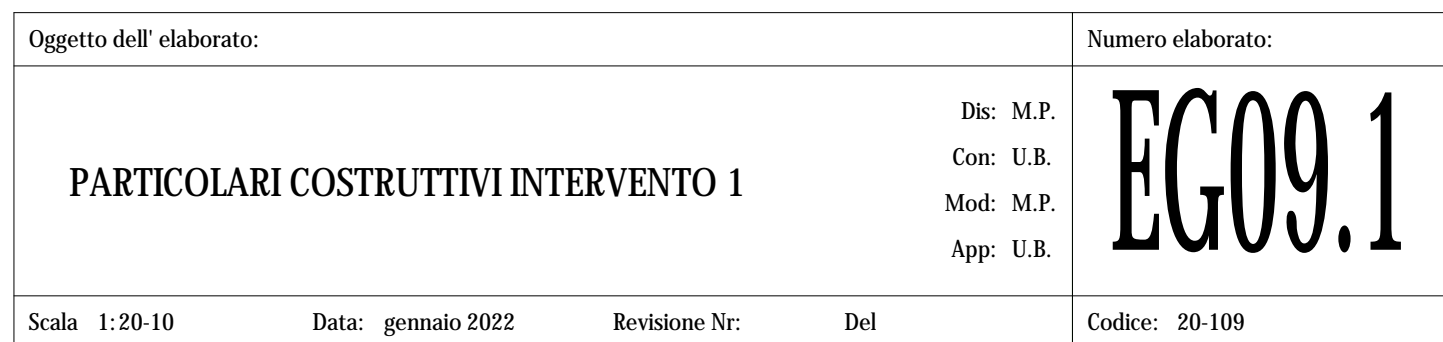 Oggetto dell' elaborato:
Numero elaborato:
PARTICOLARI COSTRUTTIVI INTERVENTO 1
Dis: M.P.
Con: U.B.
Mod: M.P.
App: U.B.
EG09.1
Scala 1:20-10 Data: gennaio 2022 Revisione Nr: Del
Codice: 20-109